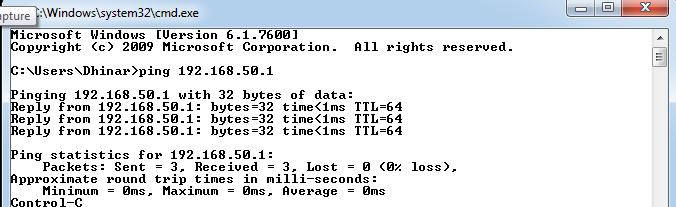 pture
C:\Windows\system32\cmd.exe
Microsoft Windows [Version 6.1.7600]
Copyright (c) 2009 Microsoft Corporation.  All rights reserved.
C:\Users\Dhinar>ping 192.168.50.1
Pinging 192.168.50.1 with 32 bytes of data:
Reply from 192.168.50.1: bytes=32 time<1ms TTL=64
Reply from 192.168.50.1: bytes=32 time<1ms TTL=64
Reply from 192.168.50.1: bytes=32 time<1ms TTL=64
Ping statistics for 192.168.50.1:
    Packets: Sent = 3, Received = 3, Lost = 0 (0% loss),
Approximate round trip times in milli-seconds:
    Minimum = 0ms, Maximum = 0ms, Average = 0ms
Control-C